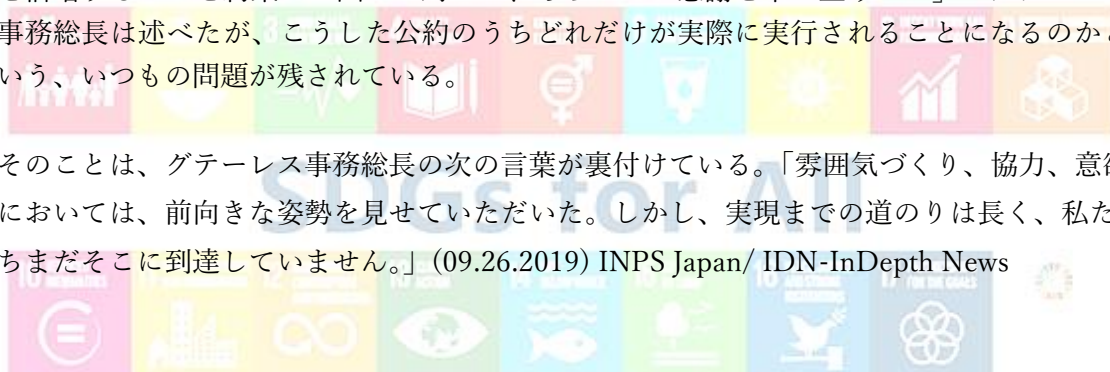 事務総長は述べたが、こうした公約のうちどれだけが実際に実行されることになるのか
いう、いつもの問題が残されている。
そのことは、グテーレス事務総長の次の言葉が裏付けている。「雰囲気づくり、協力、意
SDGs for All
においては、前向きな姿勢を見せていただいた。しかし、実現までの道のりは長く、私た
ちまだそこに到達していません。」(09.26.2019) INPS Japan/ IDN-InDepth News